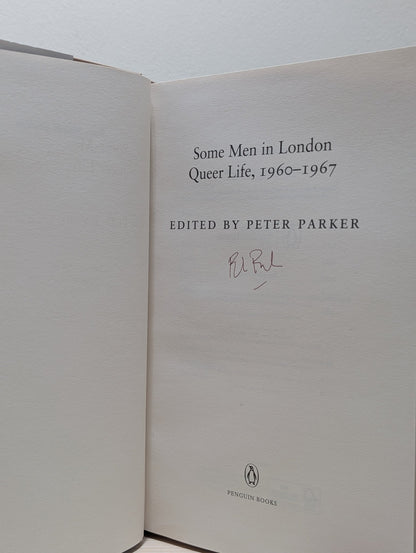 Some Men in London
Queer Life, 1960–1967
EDITED BY PETER PARKER
PENGUIN BOOKS